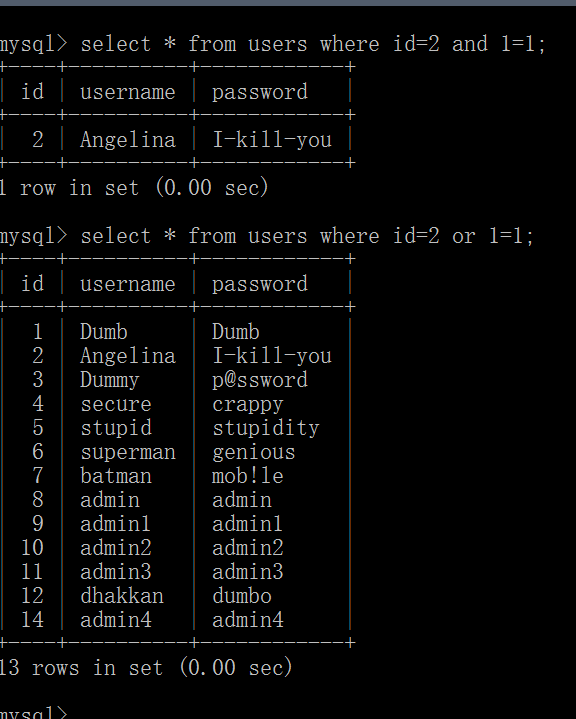 mysql> select * from users where id=2 and 1=1;
+----+----------+------------+
| id | username | password   |
+----+----------+------------+
|  2 | Angelina | I-kill-you |
+----+----------+------------+
1 row in set (0.00 sec)
mysql> select * from users where id=2 or 1=1;
+----+----------+------------+
| id | username | password   |
+----+----------+------------+
|  1 | Dumb     | Dumb       |
|  2 | Angelina | I-kill-you |
|  3 | Dummy    | p@ssword   |
|  4 | secure   | crappy     |
|  5 | stupid   | stupidity  |
|  6 | superman | genious    |
|  7 | batman   | mob!le     |
|  8 | admin    | admin      |
|  9 | admin1   | admin1     |
| 10 | admin2   | admin2     |
| 11 | admin3   | admin3     |
| 12 | dhakkan  | dumbo      |
| 14 | admin4   | admin4     |
+----+----------+------------+
13 rows in set (0.00 sec)
mysql>